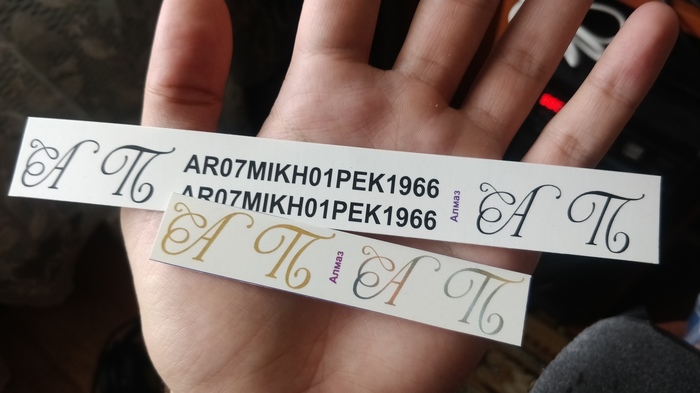 А П AR07MIKH01PEK1966 Алмаз А П
AR07MIKH01PEK1966
А П Алмаз А П